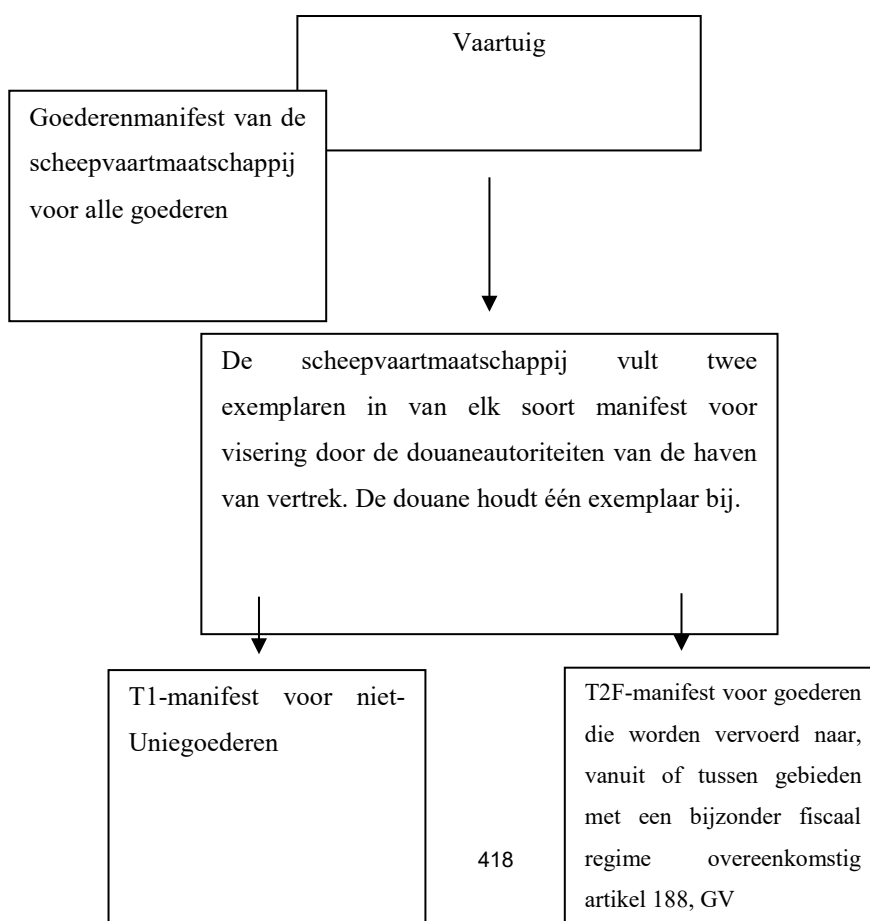 Vaartuig
Goederenmanifest van de
scheepvaartmaatschappij
voor alle goederen
De scheepvaartmaatschappij vult twee
exemplaren in van elk soort manifest voor
visering door de douaneautoriteiten van de haven
van vertrek. De douane houdt één exemplaar bij.
T1-manifest voor niet-
Uniegoederen
T2F-manifest voor goederen
die worden vervoerd naar,
vanuit of tussen gebieden
met een bijzonder fiscaal
regime overeenkomstig
artikel 188, GV
418